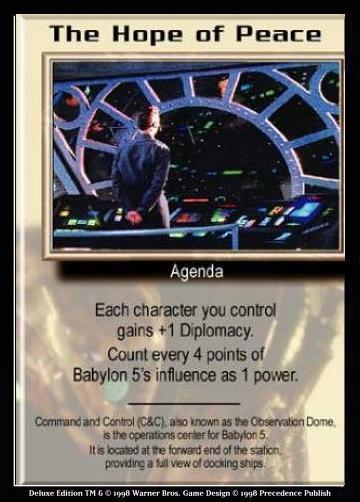 The Hope of Peace
Agenda
Each character you control
gains +1 Diplomacy.
Count every 4 points of
Babylon 5's influence as 1 power.
Command and Control (C&C), also known as the Observation Dome,
is the operations center for Babylon 5.
It is located at the forward end of the station,
providing a full view of docking ships.
Deluxe Edition TM & © 1998 Warner Bros. Game Design © 1998 Precedence Publish